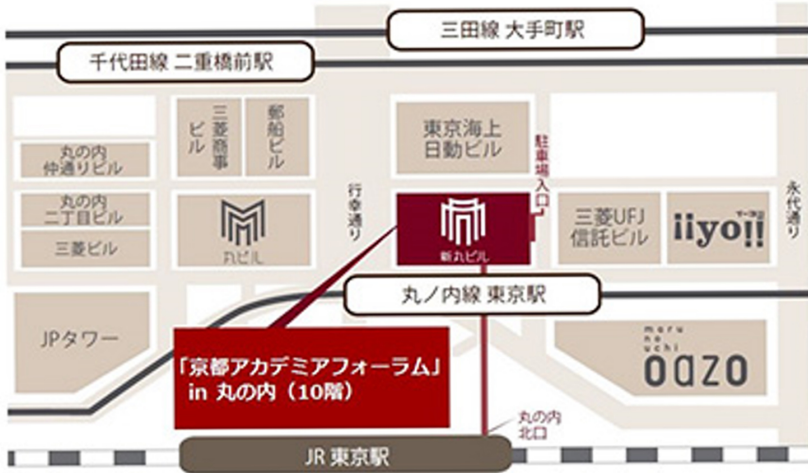 三田線 大手町駅
千代田線 二重橋前駅
三菱商事
ビル
郵船ビル
東京海上
日動ビル
駐車場入口
丸の内
仲通りビル
丸の内
二丁目ビル
三菱ビル
丸ビル
行幸通り
新丸ビル
三菱UFJ
信託ビル
iiyo!!
イーヨ!!
永代通り
丸ノ内線 東京駅
JPタワー
「京都アカデミアフォーラム」
in 丸の内（10階）
maru
no
uchi
oazo
丸の内
北口
JR 東京駅